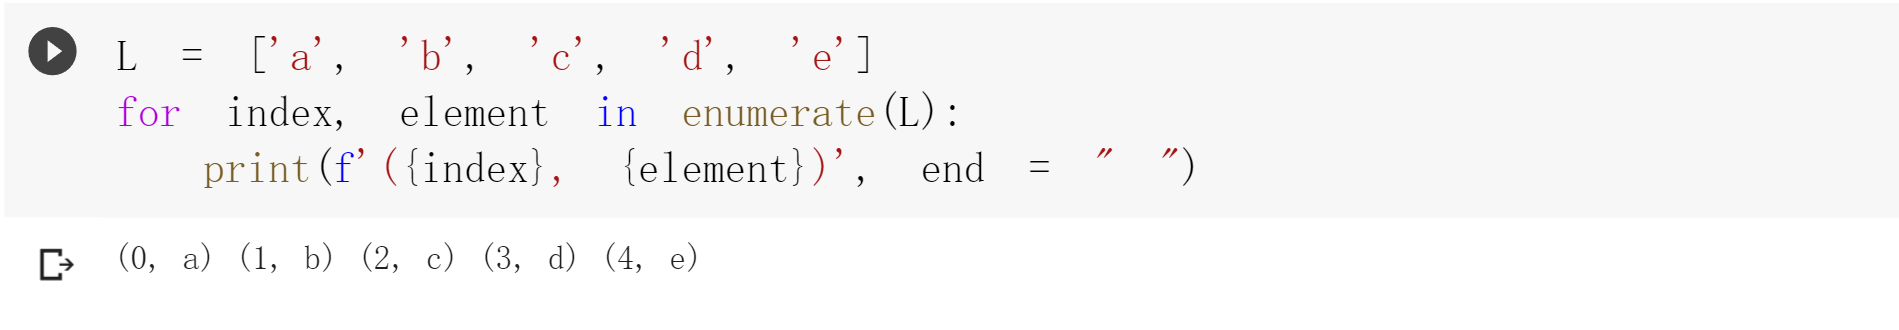 L = ['a', 'b', 'c', 'd', 'e']
for index, element in enumerate(L):
    print(f'({index}, {element})', end = " ")
(0, a) (1, b) (2, c) (3, d) (4, e)